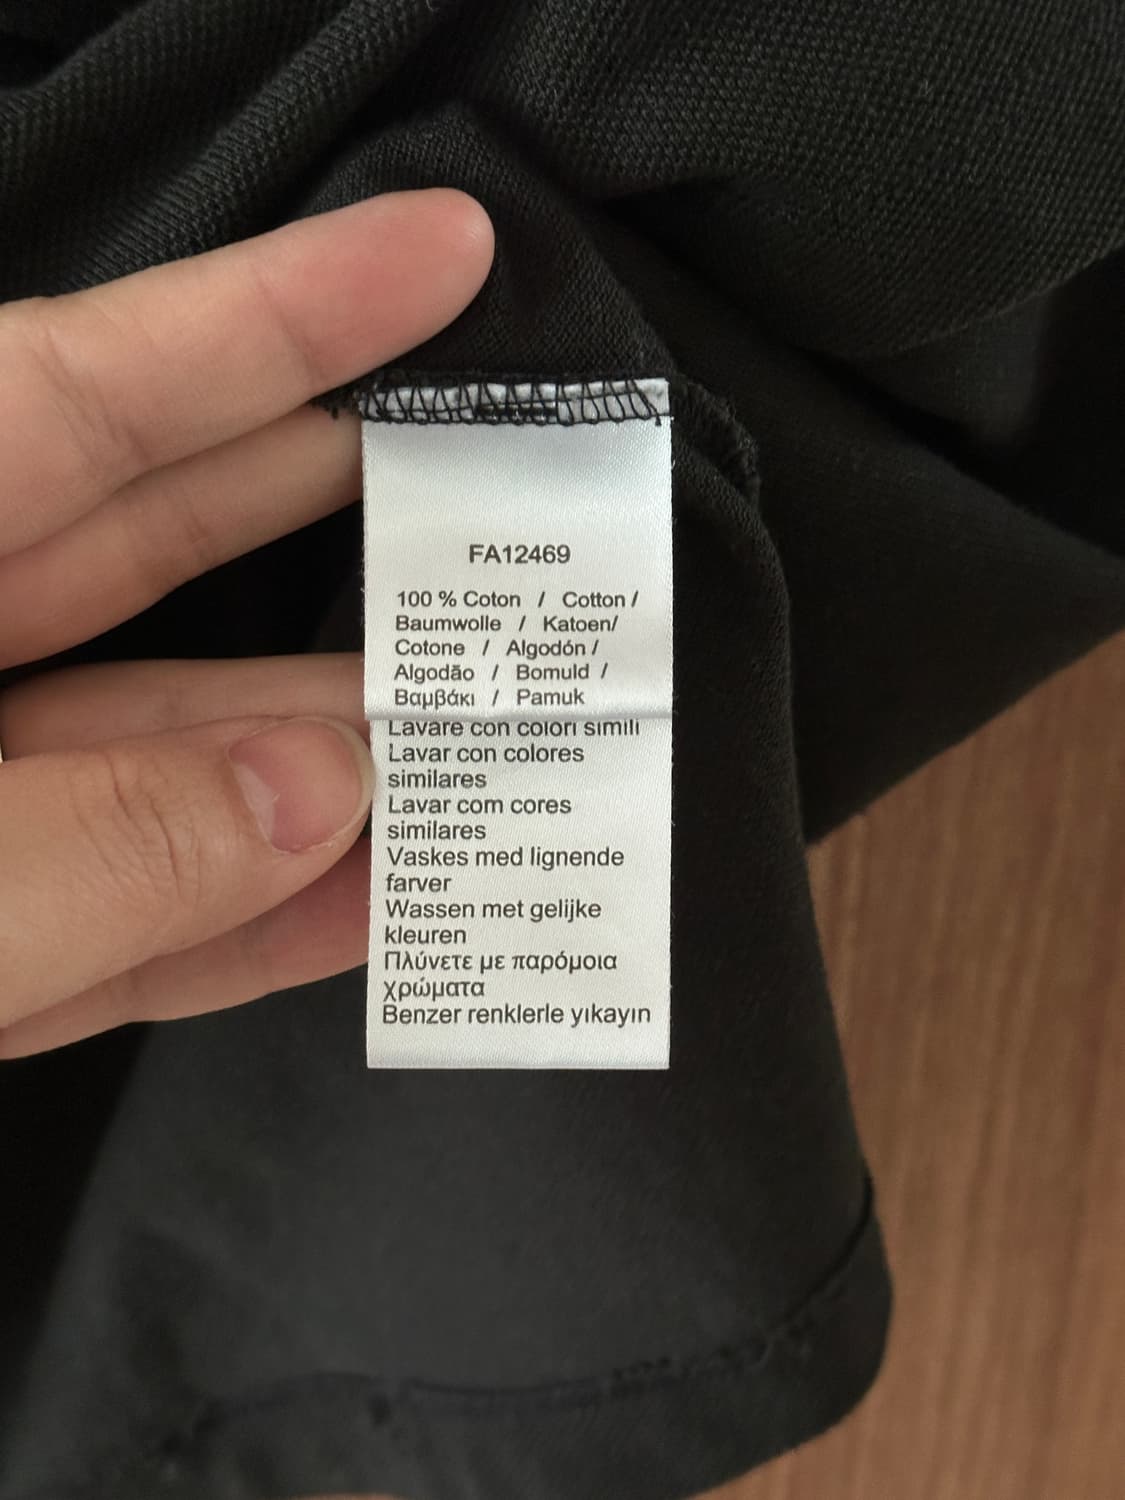 FA12469
100 % Coton / Cotton /
Baumwolle / Katoen/
Cotone / Algodón /
Algodão / Bomuld /
Βαμβάκι / Pamuk
Lavare con colori simili
Lavar con colores
similares
Lavar com cores
similares
Vaskes med lignende
farver
Wassen met gelijke
kleuren
Πλύνετε με παρόμοια
χρώματα
Benzer renklerle yıkayın